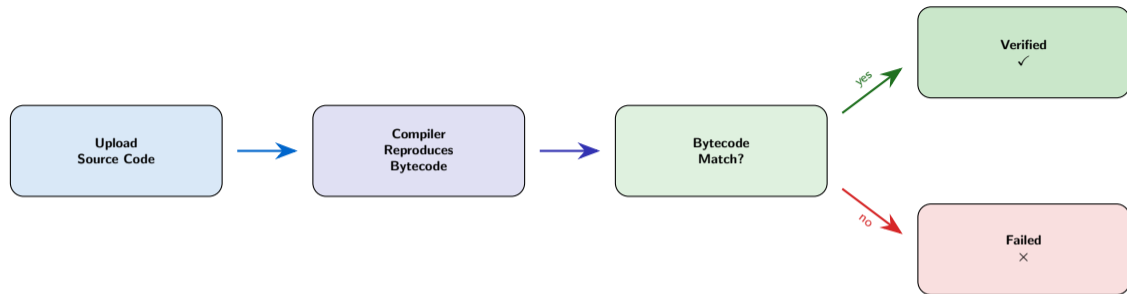 Upload
Source Code
Compiler
Reproduces
Bytecode
Bytecode
Match?
yes
Verified
✓
no
Failed
×